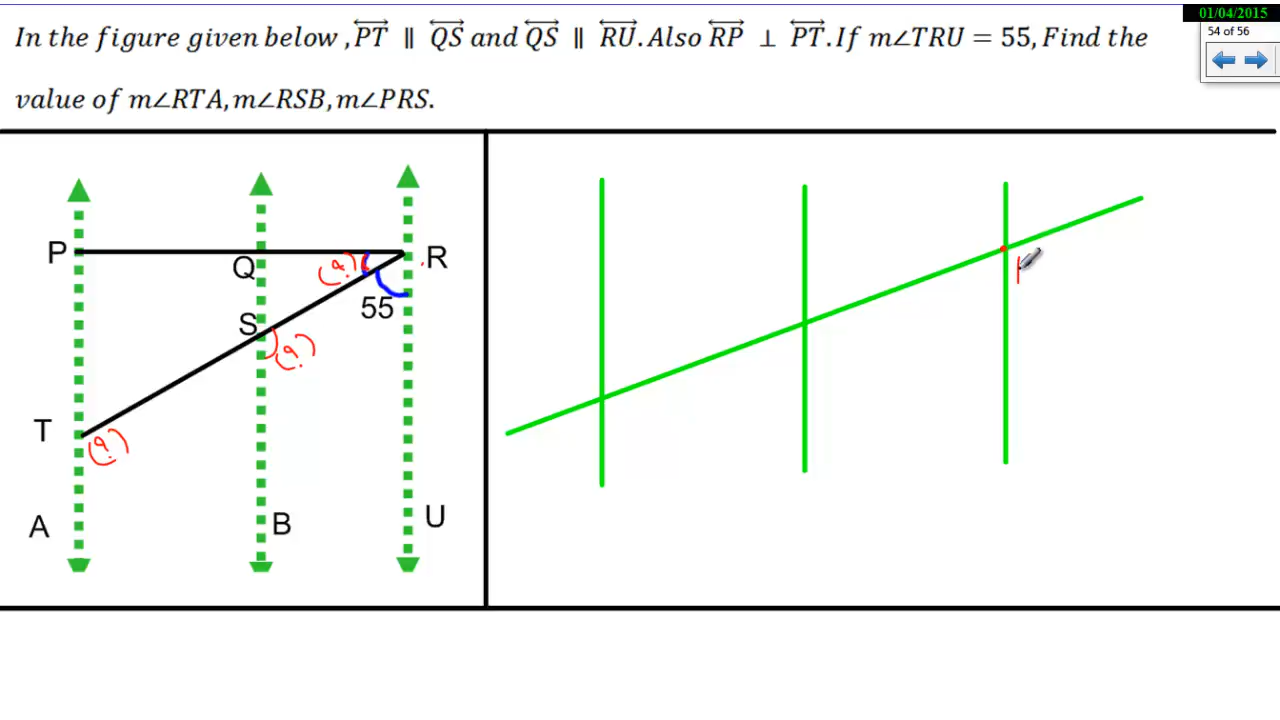 01/04/2015
54 of 56
In the figure given below , PT ∥ QS and QS ∥ RU. Also RP ⊥ PT. If m∠TRU = 55, Find the
value of m∠RTA, m∠RSB, m∠PRS.
P
Q
R
(?)
55
S
(?)
T
(?)
A
B
U